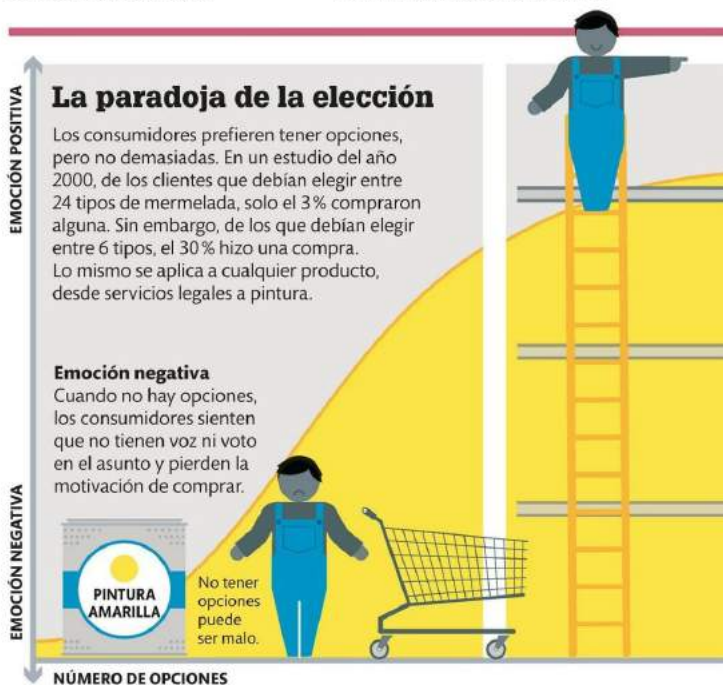 La paradoja de la elección
Los consumidores prefieren tener opciones,
pero no demasiadas. En un estudio del año
2000, de los clientes que debían elegir entre
24 tipos de mermelada, solo el 3% compraron
alguna. Sin embargo, de los que debían elegir
entre 6 tipos, el 30% hizo una compra.
Lo mismo se aplica a cualquier producto,
desde servicios legales a pintura.
EMOCIÓN POSITIVA
Emoción negativa
Cuando no hay opciones,
los consumidores sienten
que no tienen voz ni voto
en el asunto y pierden la
motivación de comprar.
EMOCIÓN NEGATIVA
PINTURA
AMARILLA
No tener
opciones
puede
ser malo.
NÚMERO DE OPCIONES